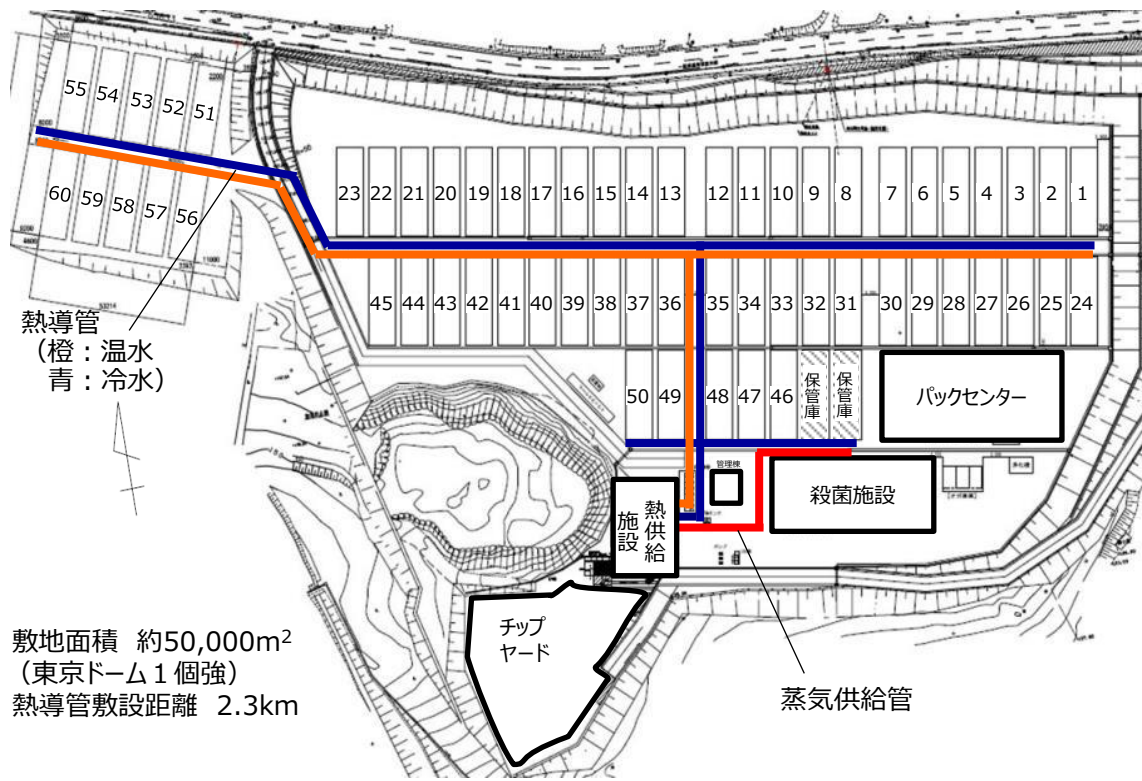 55 54 53 52 51
60 59 58 57 56
23 22 21 20 19 18 17 16 15 14 13 12 11 10 9 8 7 6 5 4 3 2 1
45 44 43 42 41 40 39 38 37 36 35 34 33 32 31 30 29 28 27 26 25 24
50 49 48 47 46
保管庫
保管庫
パックセンター
熱導管
（橙：温水
青：冷水）
管理棟
殺菌施設
熱供給
施設
チップ
ヤード
蒸気供給管
敷地面積 約50,000m²
（東京ドーム１個強）
熱導管敷設距離 2.3km